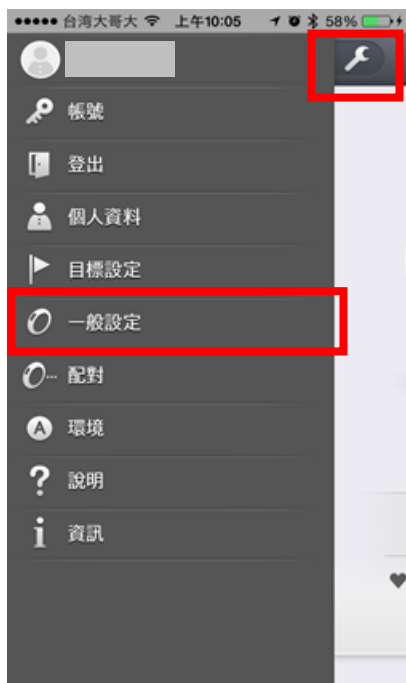 ●●●●● 台湾大哥大 上午10:05 58%
帳號
登出
個人資料
目標設定
一般設定
配對
A 環境
? 說明
i 資訊